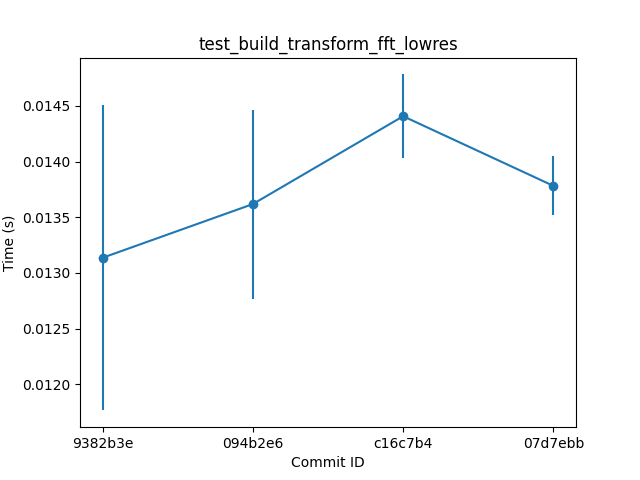 test_build_transform_fft_lowres
Time (s)
0.0145
0.0140
0.0135
0.0130
0.0125
0.0120
9382b3e
094b2e6
c16c7b4
07d7ebb
Commit ID